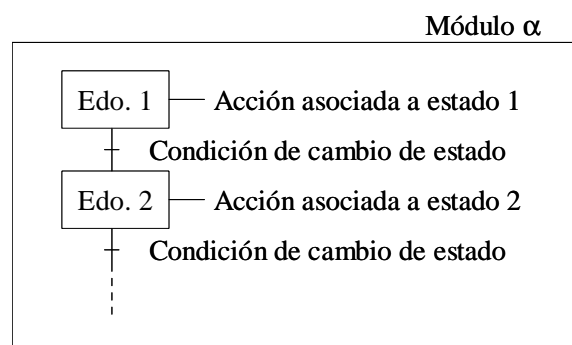 Módulo α
Edo. 1 Acción asociada a estado 1
Condición de cambio de estado
Edo. 2 Acción asociada a estado 2
Condición de cambio de estado